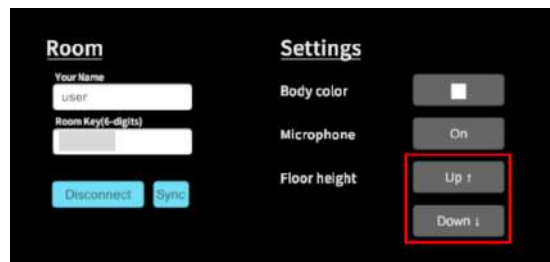 Room
Your Name
user
Room Key(6-digits)
Disconnect
Sync
Settings
Body color
Microphone
On
Floor height
Up ↑
Down ↓